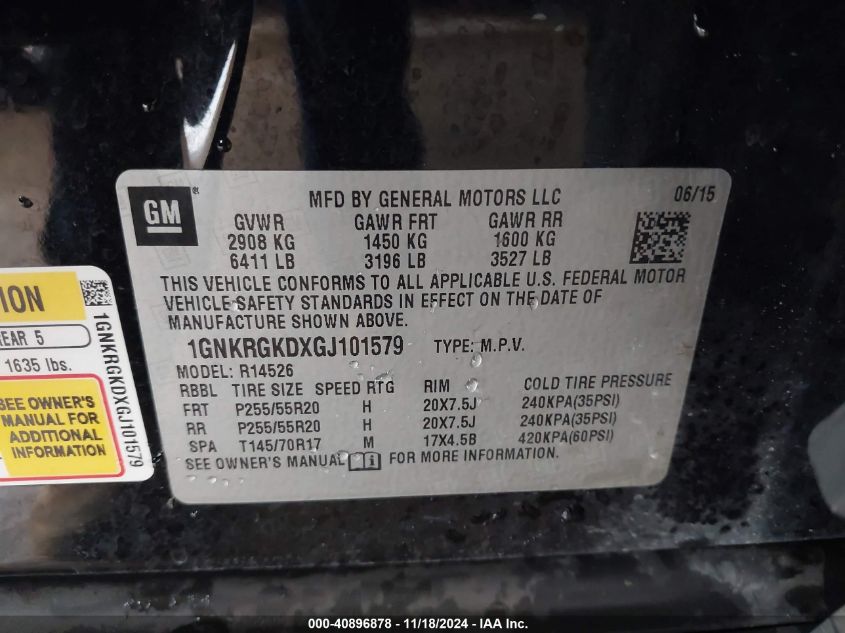 GM
®
MFD BY GENERAL MOTORS LLC
06/15
GVWR GAWR FRT GAWR RR
2908 KG 1450 KG 1600 KG
6411 LB 3196 LB 3527 LB
THIS VEHICLE CONFORMS TO ALL APPLICABLE U.S. FEDERAL MOTOR
VEHICLE SAFETY STANDARDS IN EFFECT ON THE DATE OF
MANUFACTURE SHOWN ABOVE.
1GNKRGKDXGJ101579 TYPE: M.P.V.
MODEL: R14526
RBBL TIRE SIZE SPEED RTG RIM COLD TIRE PRESSURE
FRT P255/55R20 H 20X7.5J 240KPA(35PSI)
RR P255/55R20 H 20X7.5J 240KPA(35PSI)
SPA T145/70R17 M 17X4.5B 420KPA(60PSI)
SEE OWNER'S MANUAL i FOR MORE INFORMATION.
TION
REAR 5
1635 lbs.
SEE OWNER'S
MANUAL FOR
ADDITIONAL
INFORMATION
1GNKRGKDXGJ101579
000-40896878 - 11/18/2024 - IAA Inc.